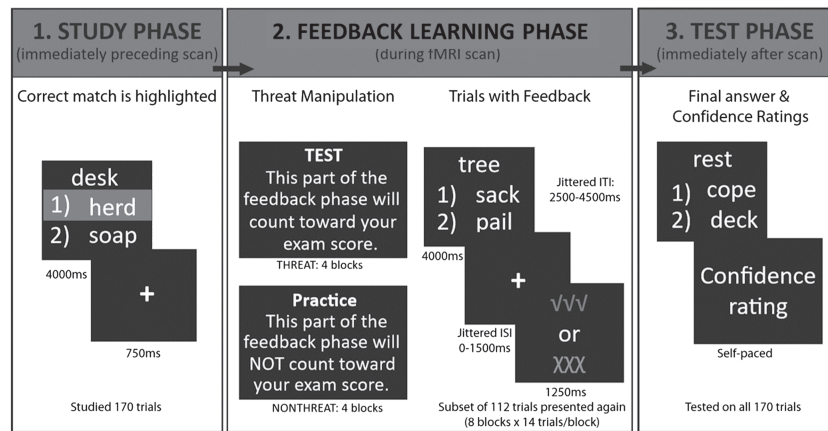 1. STUDY PHASE
(immediately preceding scan)
Correct match is highlighted
desk
1) herd
2) soap
4000ms
+
750ms
Studied 170 trials
2. FEEDBACK LEARNING PHASE
(during fMRI scan)
Threat Manipulation
TEST
This part of the
feedback phase will
count toward your
exam score.
THREAT: 4 blocks
Practice
This part of the
feedback phase will
NOT count toward
your exam score.
NONTHREAT: 4 blocks
Trials with Feedback
tree
1) sack
2) pail
4000ms
Jittered ITI:
2500-4500ms
+
Jittered ISI
0-1500ms
√√√
or
XXX
1250ms
Subset of 112 trials presented again
(8 blocks x 14 trials/block)
3. TEST PHASE
(immediately after scan)
Final answer &
Confidence Ratings
rest
1) cope
2) deck
Confidence
rating
Self-paced
Tested on all 170 trials